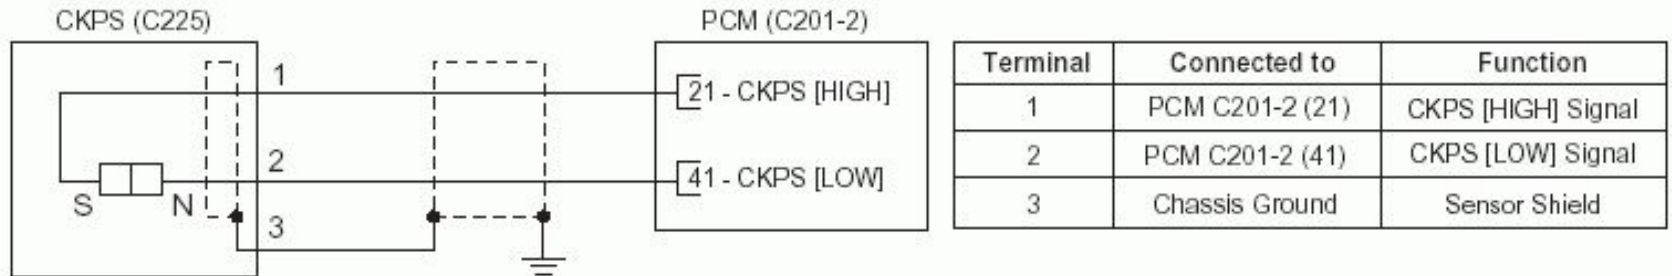 CKPS (C225)
PCM (C201-2)
1
21 - CKPS [HIGH]
2
41 - CKPS [LOW]
S
N
3
Terminal Connected to Function
1 PCM C201-2 (21) CKPS [HIGH] Signal
2 PCM C201-2 (41) CKPS [LOW] Signal
3 Chassis Ground Sensor Shield